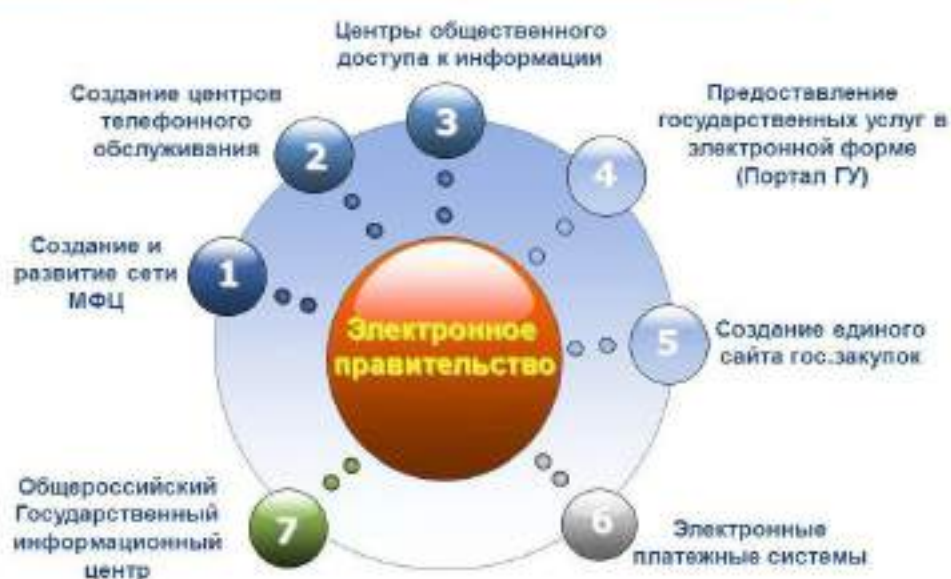 Центры общественного
доступа к информации
3
Создание центров
телефонного
обслуживания
2
Предоставление
государственных услуг в
электронной форме
(Портал ГУ)
4
Создание и
развитие сети
МФЦ
1
Электронное
правительство
5
Создание единого
сайта гос.закупок
Общероссийский
Государственный
информационный
центр
7
6
Электронные
платежные системы